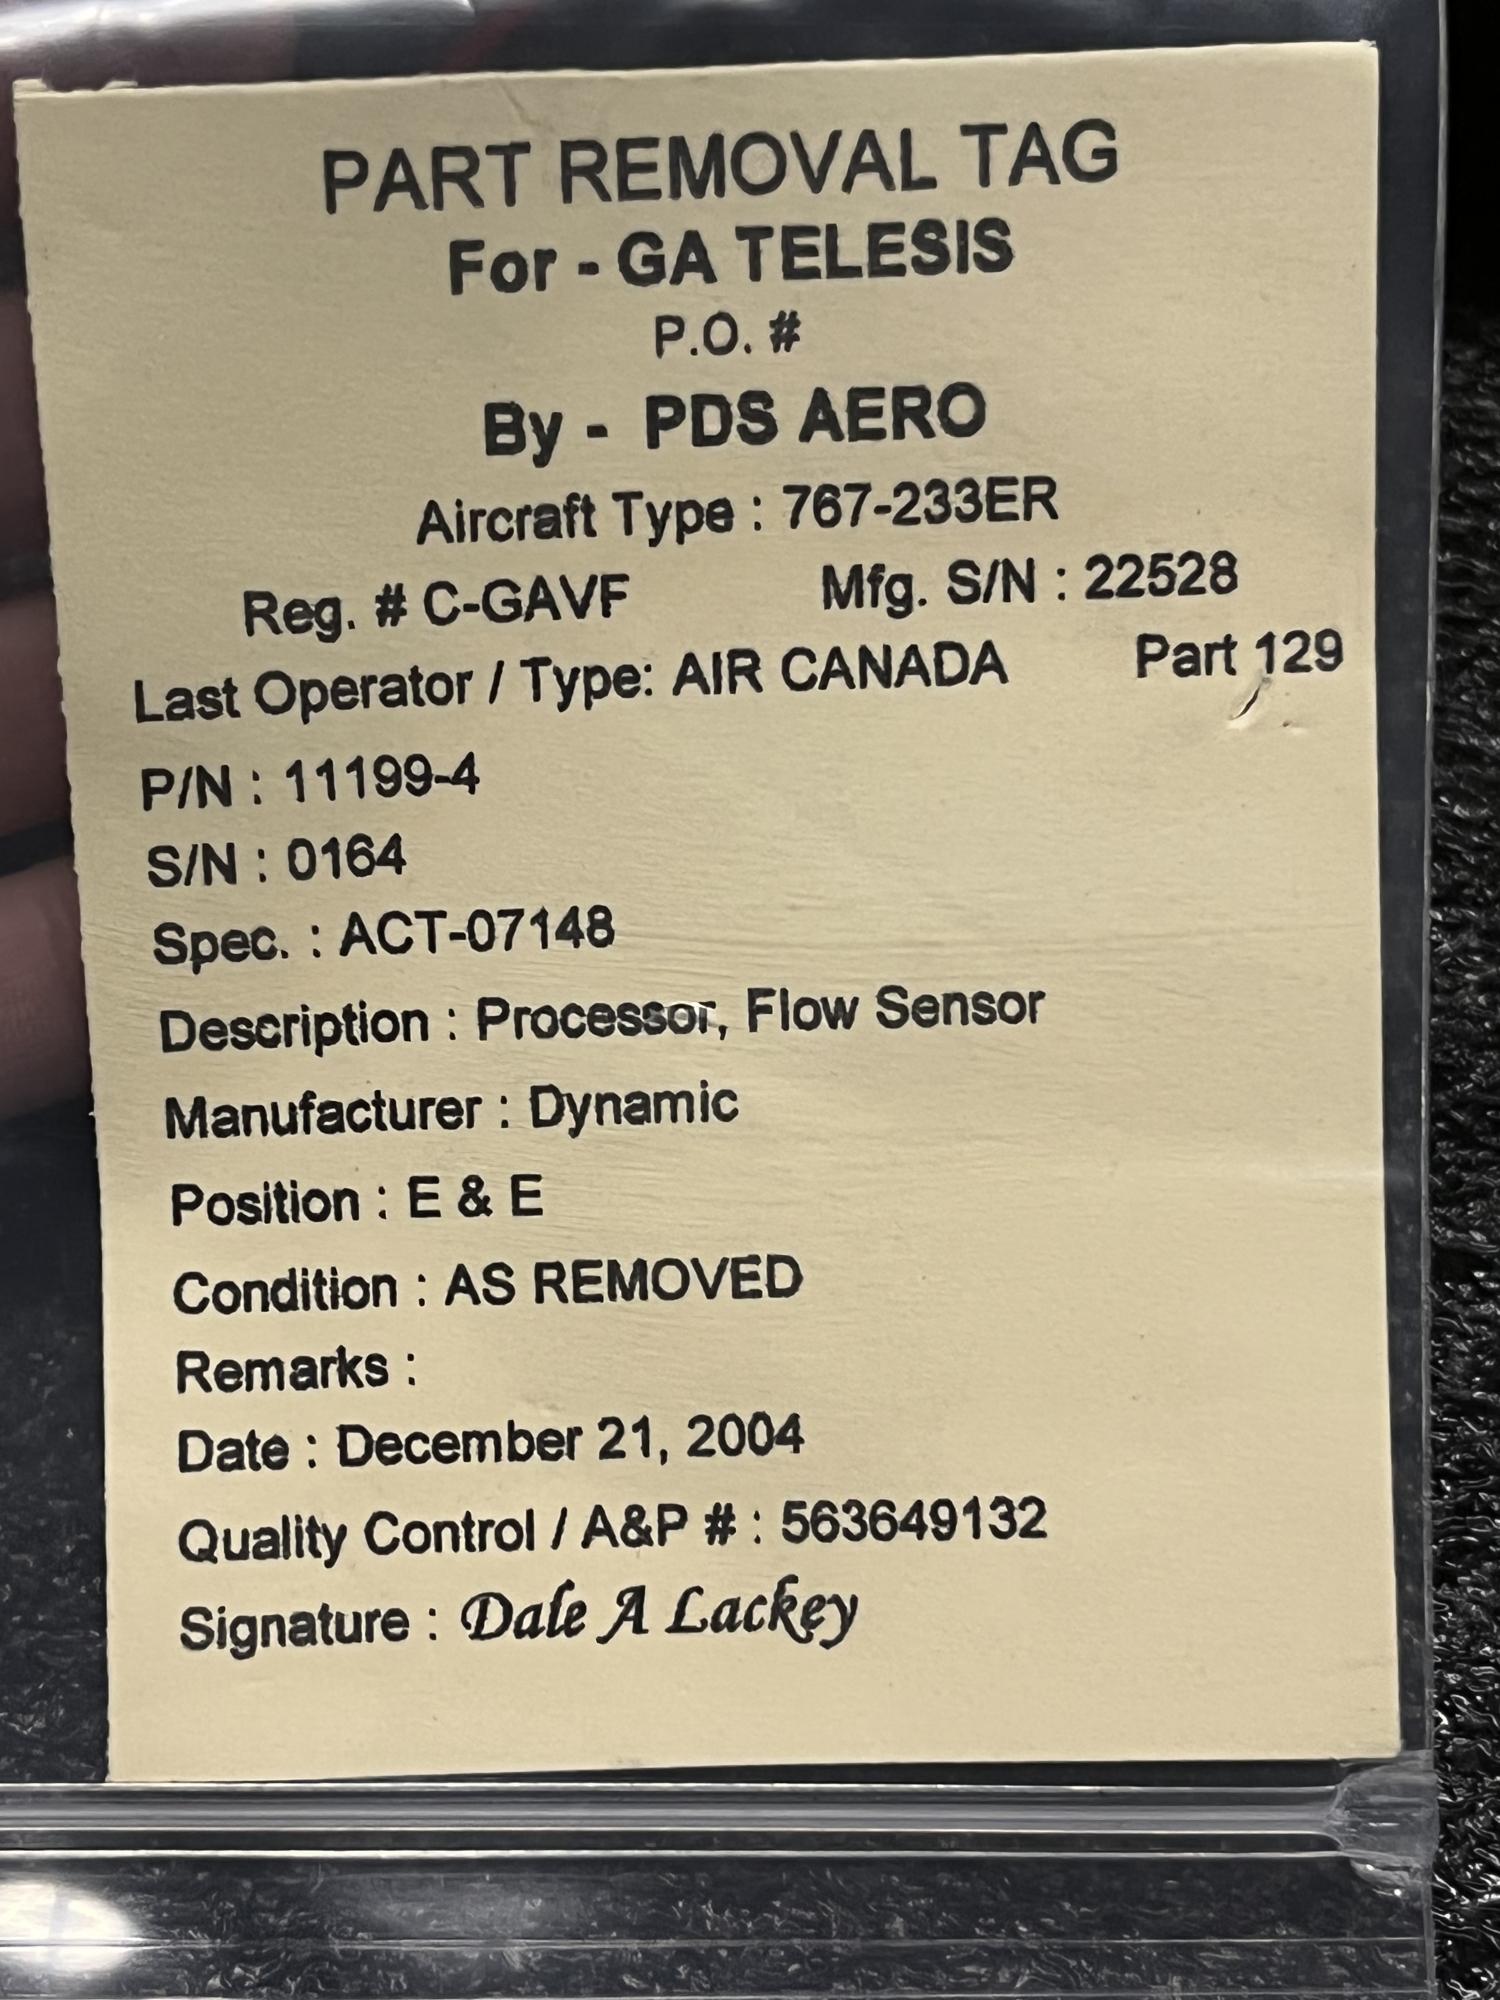 PART REMOVAL TAG
For - GA TELESIS
P.O. #
By - PDS AERO
Aircraft Type : 767-233ER
Reg. # C-GAVF Mfg. S/N : 22528
Last Operator / Type: AIR CANADA Part 129
P/N : 11199-4
S/N : 0164
Spec. : ACT-07148
Description : Processor, Flow Sensor
Manufacturer : Dynamic
Position : E & E
Condition : AS REMOVED
Remarks :
Date : December 21, 2004
Quality Control / A&P # : 563649132
Signature : Dale A Lackey